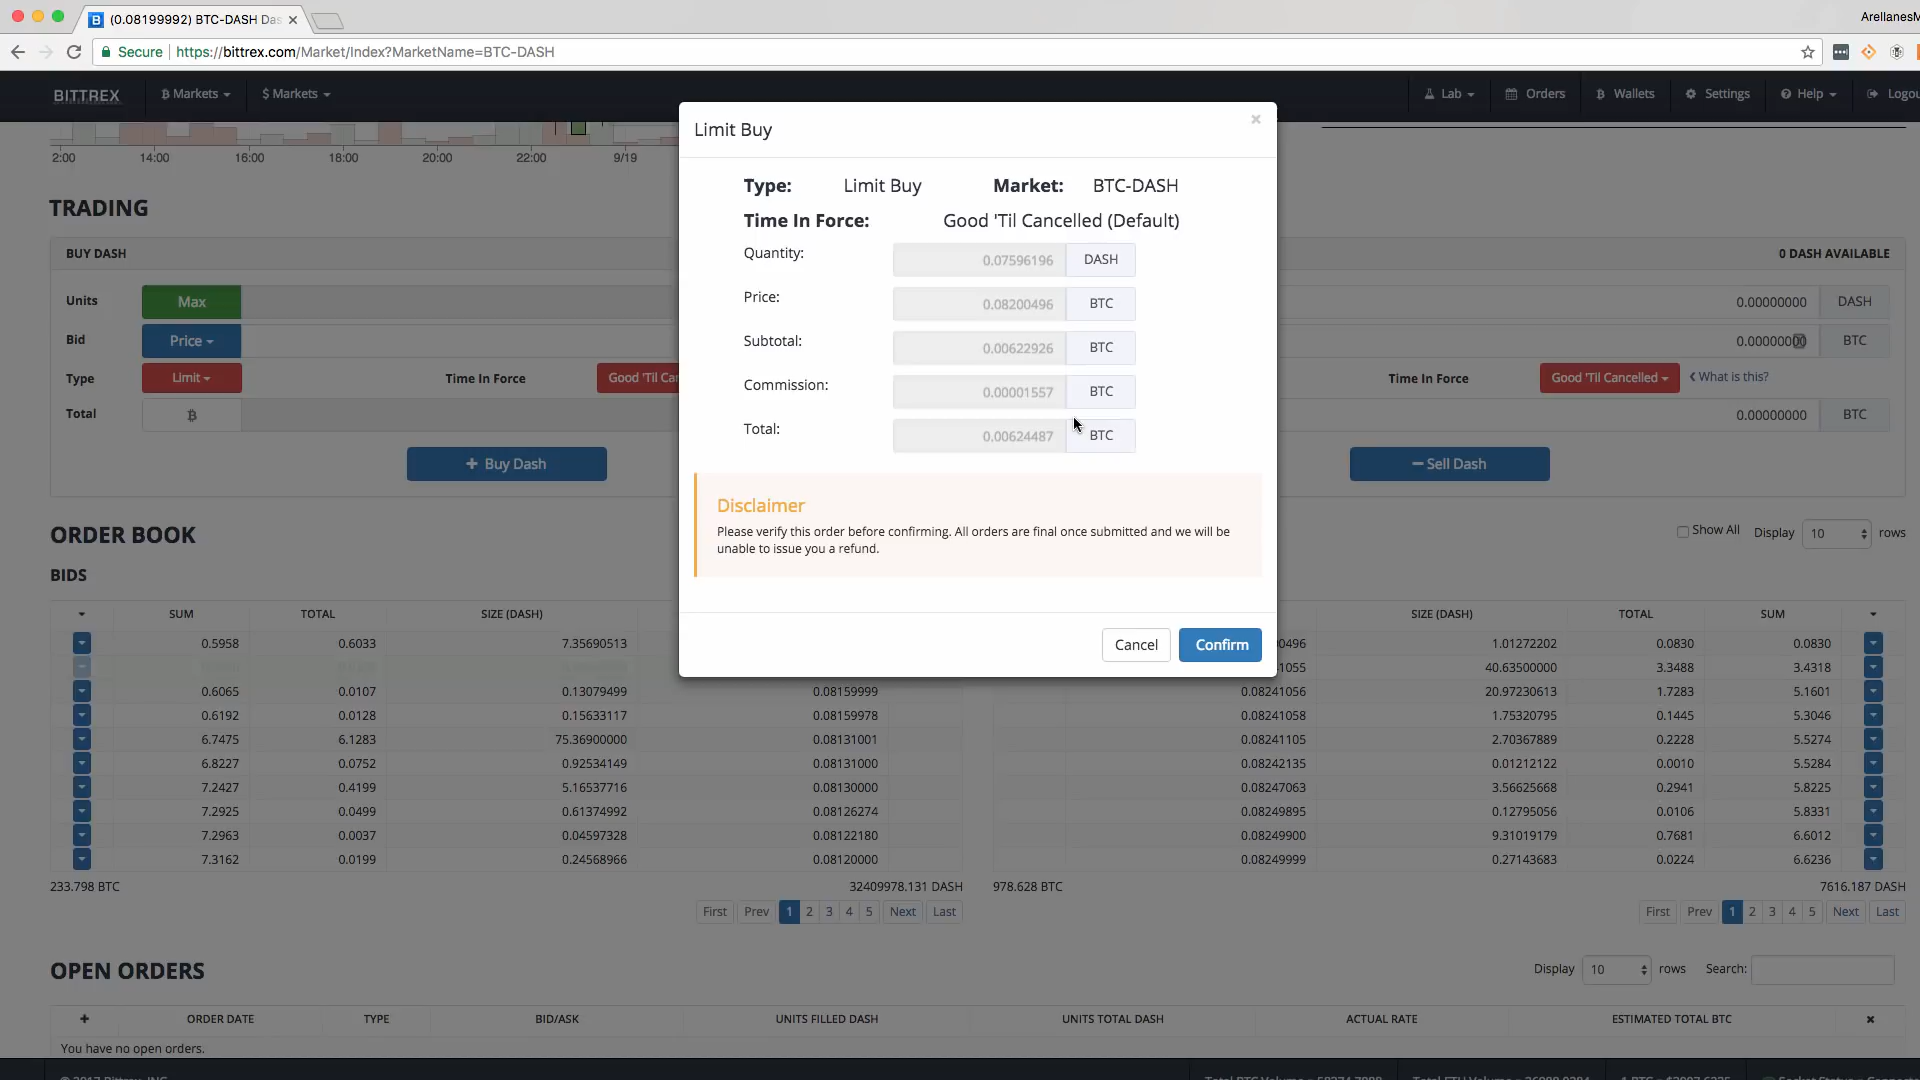 (0.08199992) BTC-DASH Das
ArellanesM
Secure https://bittrex.com/Market/Index?MarketName=BTC-DASH
BITTREX Markets $ Markets Lab Orders Wallets Settings Help Logou
2:00 14:00 16:00 18:00 20:00 22:00 9/19
Limit Buy ×
Type: Limit Buy Market: BTC-DASH
Time In Force: Good 'Til Cancelled (Default)
Quantity: 0.07596196 DASH
Price: 0.08200496 BTC
Subtotal: 0.00622926 BTC
Commission: 0.00001557 BTC
Total: 0.00624487 BTC
Disclaimer
Please verify this order before confirming. All orders are final once submitted and we will be
unable to issue you a refund.
Cancel Confirm
TRADING
BUY DASH 0 DASH AVAILABLE
Units Max 0.00000000 DASH
Bid Price 0.00000000 BTC
Type Limit Time In Force Good 'Til Can Time In Force Good 'Til Cancelled What is this?
Total 0.00000000 BTC
+ Buy Dash − Sell Dash
ORDER BOOK Show All Display 10 rows
BIDS
SUM TOTAL SIZE (DASH) SIZE (DASH) TOTAL SUM
0.5958 0.6033 7.35690513 00496 1.01272202 0.0830 0.0830
1055 40.63500000 3.3488 3.4318
0.6065 0.0107 0.13079499 0.08159999 0.08241056 20.97230613 1.7283 5.1601
0.6192 0.0128 0.15633117 0.08159978 0.08241058 1.75320795 0.1445 5.3046
6.7475 6.1283 75.36900000 0.08131001 0.08241105 2.70367889 0.2228 5.5274
6.8227 0.0752 0.92534149 0.08131000 0.08242135 0.01212122 0.0010 5.5284
7.2427 0.4199 5.16537716 0.08130000 0.08247063 3.56625668 0.2941 5.8225
7.2925 0.0499 0.61374992 0.08126274 0.08249895 0.12795056 0.0106 5.8331
7.2963 0.0037 0.04597328 0.08122180 0.08249900 9.31019179 0.7681 6.6012
7.3162 0.0199 0.24568966 0.08120000 0.08249999 0.27143683 0.0224 6.6236
233.798 BTC 32409978.131 DASH 978.628 BTC 7616.187 DASH
First Prev 1 2 3 4 5 Next Last First Prev 1 2 3 4 5 Next Last
OPEN ORDERS Display 10 rows Search:
+ ORDER DATE TYPE BID/ASK UNITS FILLED DASH UNITS TOTAL DASH ACTUAL RATE ESTIMATED TOTAL BTC
You have no open orders.